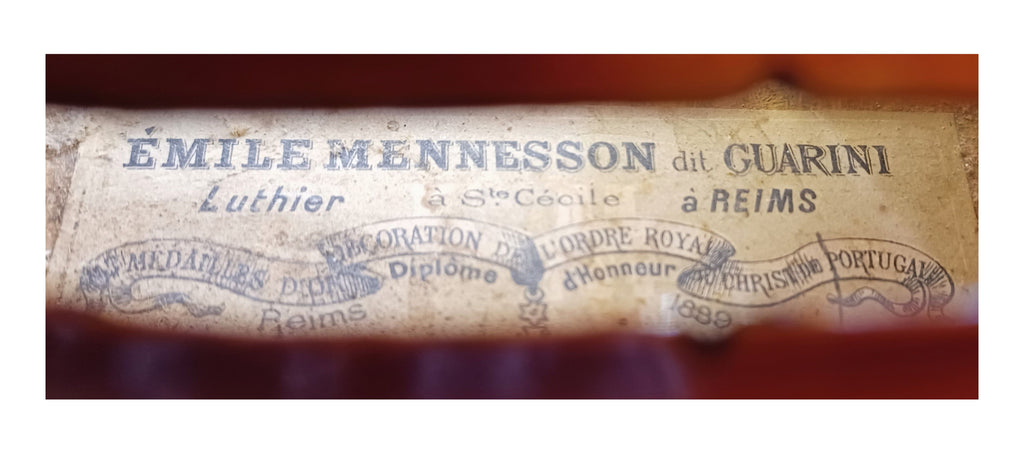 ÉMILE MENNESSON dit GUARINI
Luthier à Ste Cécile à REIMS
MÉDAILLES D'OR DÉCORATION DE L'ORDRE ROYAL DU CHRIST de PORTUGAL
Diplôme d'Honneur
Reims 1889